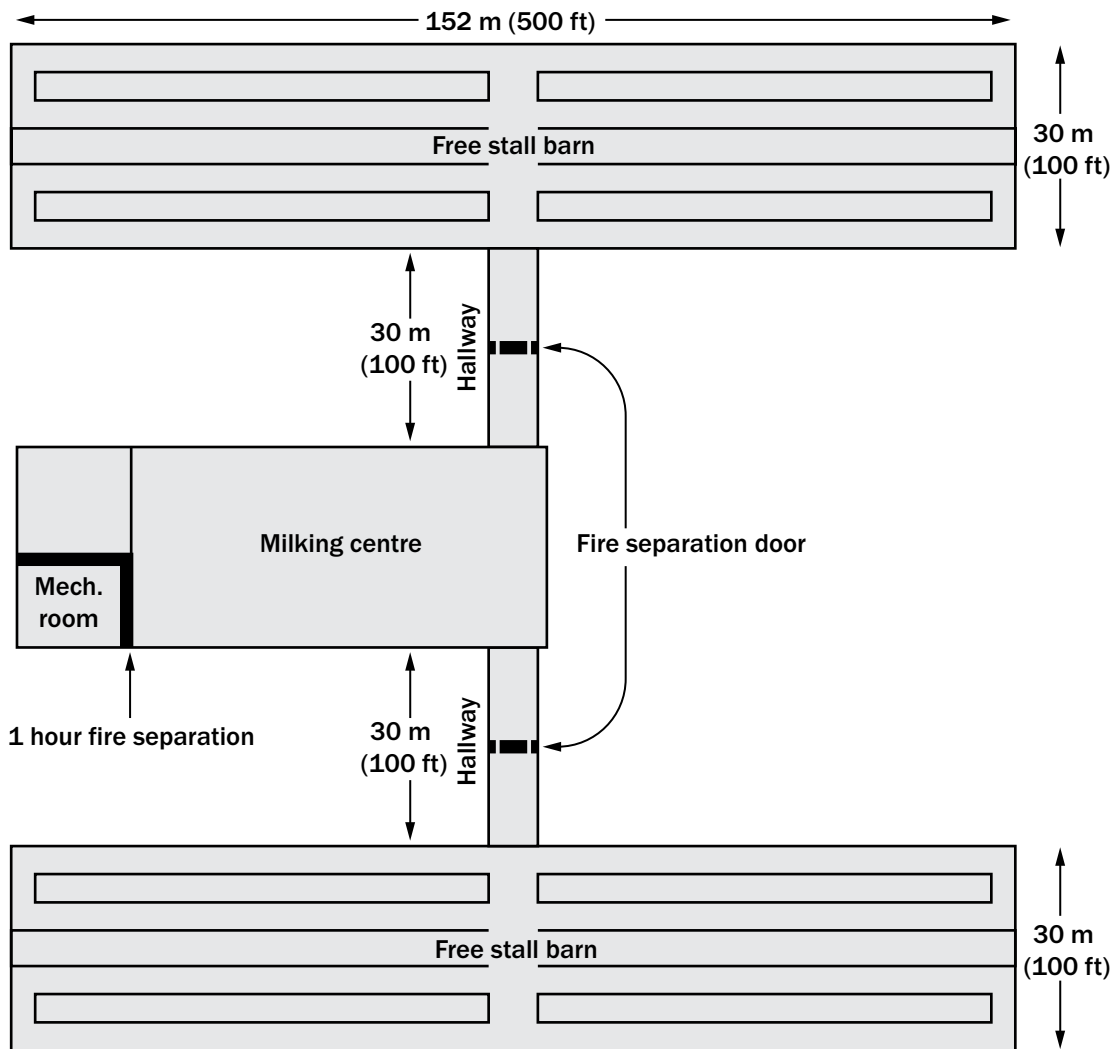 152 m (500 ft)
Free stall barn
30 m
(100 ft)
30 m
(100 ft)
Hallway
Milking centre
Fire separation door
Mech.
room
1 hour fire separation
30 m
(100 ft)
Hallway
Free stall barn
30 m
(100 ft)